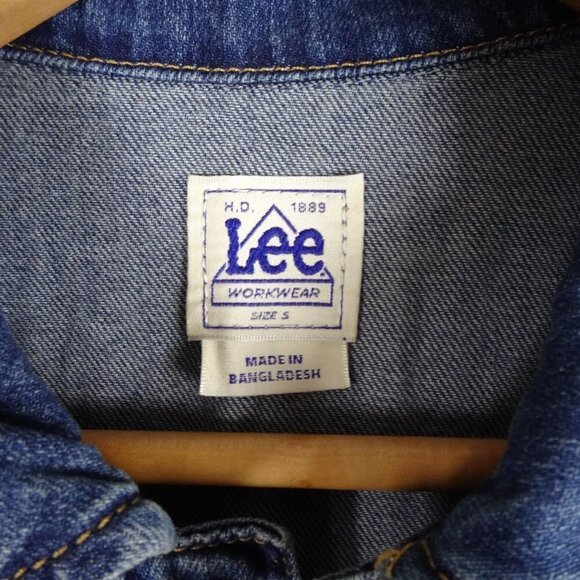 H.D. 1889
Lee
WORKWEAR
SIZE S
MADE IN
BANGLADESH